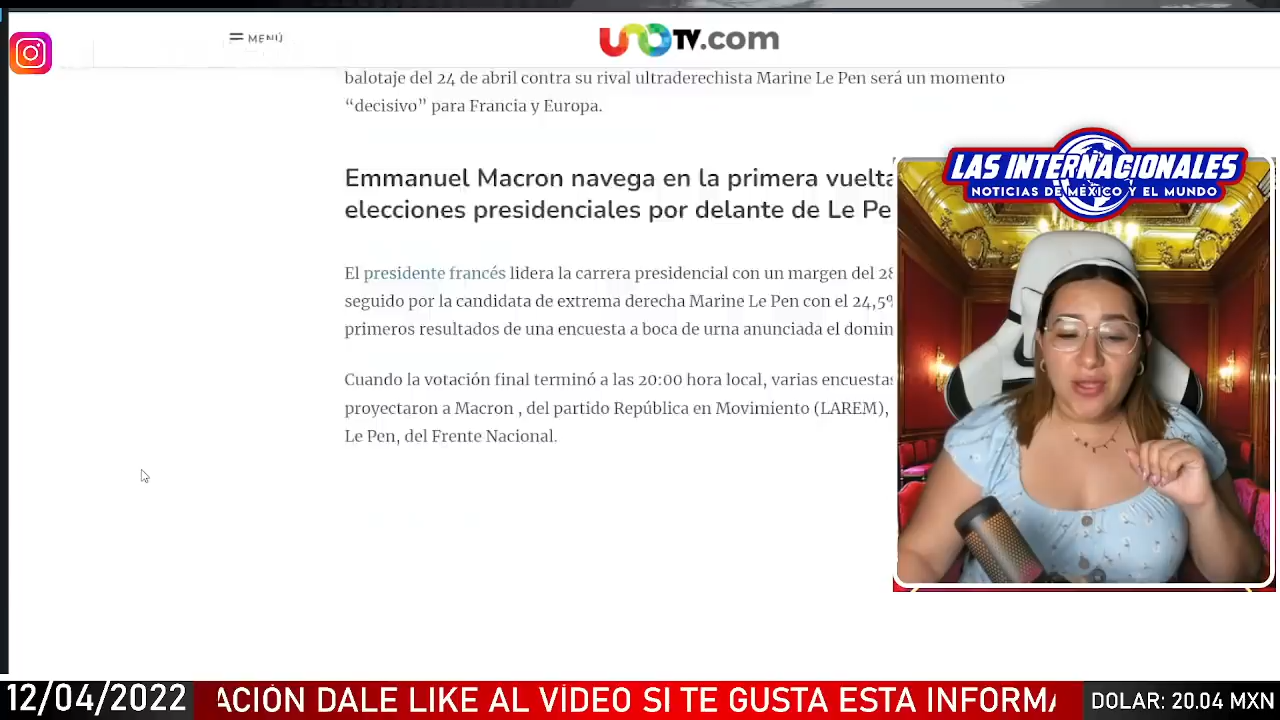 MENÚ
unoTV.com
balotaje del 24 de abril contra su rival ultraderechista Marine Le Pen será un momento
“decisivo” para Francia y Europa.
Emmanuel Macron navega en la primera vuelta
elecciones presidenciales por delante de Le Pe
El presidente francés lidera la carrera presidencial con un margen del 28
seguido por la candidata de extrema derecha Marine Le Pen con el 24,5%
primeros resultados de una encuesta a boca de urna anunciada el domin
Cuando la votación final terminó a las 20:00 hora local, varias encuestas
proyectaron a Macron , del partido República en Movimiento (LAREM),
Le Pen, del Frente Nacional.
LAS INTERNACIONALES
NOTICIAS DE MÉXICO Y EL MUNDO
12/04/2022
ACIÓN DALE LIKE AL VÍDEO SI TE GUSTA ESTA INFORMA
DOLAR: 20.04 MXN